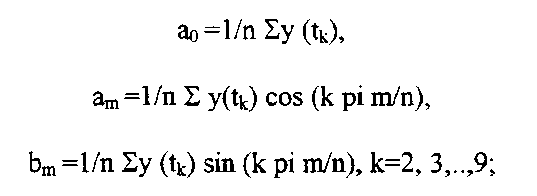 a₀ =1/n Σy (tₖ),
aₘ =1/n Σ y(tₖ) cos (k pi m/n),
bₘ =1/n Σy (tₖ) sin (k pi m/n), k=2, 3,..,9;